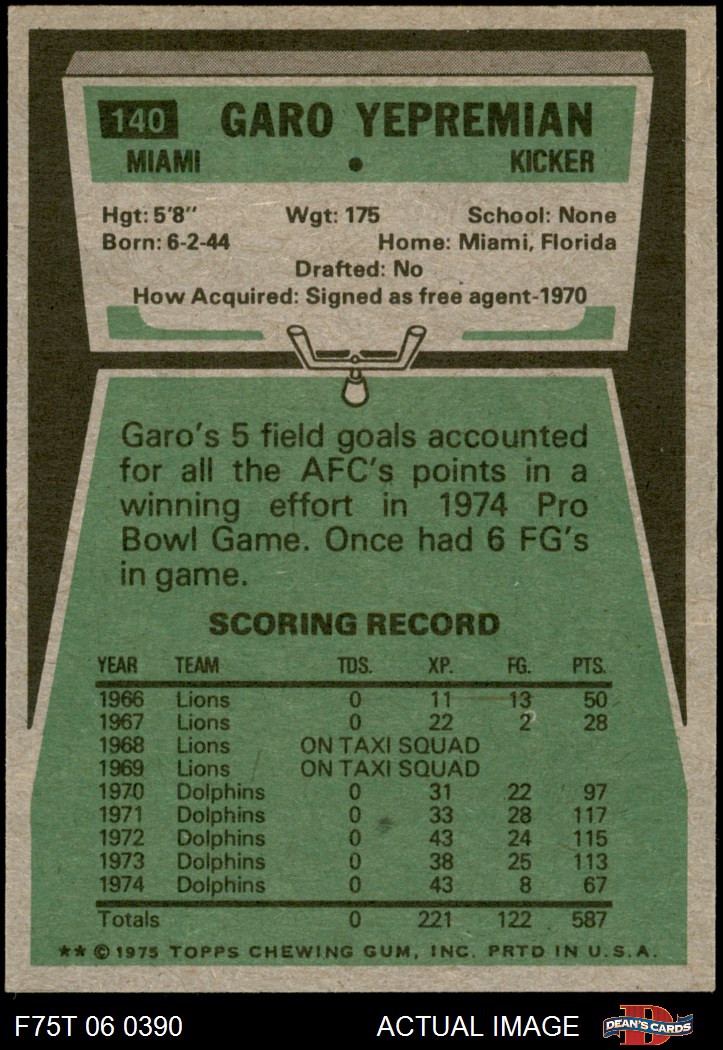 140 GARO YEPREMIAN
MIAMI • KICKER
Hgt: 5'8" Wgt: 175 School: None
Born: 6-2-44 Home: Miami, Florida
Drafted: No
How Acquired: Signed as free agent-1970
Garo's 5 field goals accounted
for all the AFC's points in a
winning effort in 1974 Pro
Bowl Game. Once had 6 FG's
in game.
SCORING RECORD
YEAR TEAM TDS. XP. FG. PTS.
1966 Lions 0 11 13 50
1967 Lions 0 22 2 28
1968 Lions ON TAXI SQUAD
1969 Lions ON TAXI SQUAD
1970 Dolphins 0 31 22 97
1971 Dolphins 0 33 28 117
1972 Dolphins 0 43 24 115
1973 Dolphins 0 38 25 113
1974 Dolphins 0 43 8 67
Totals 0 221 122 587
** © 1975 TOPPS CHEWING GUM, INC. PRTD IN U.S.A.
F75T 06 0390 ACTUAL IMAGE D DEAN'S CARDS